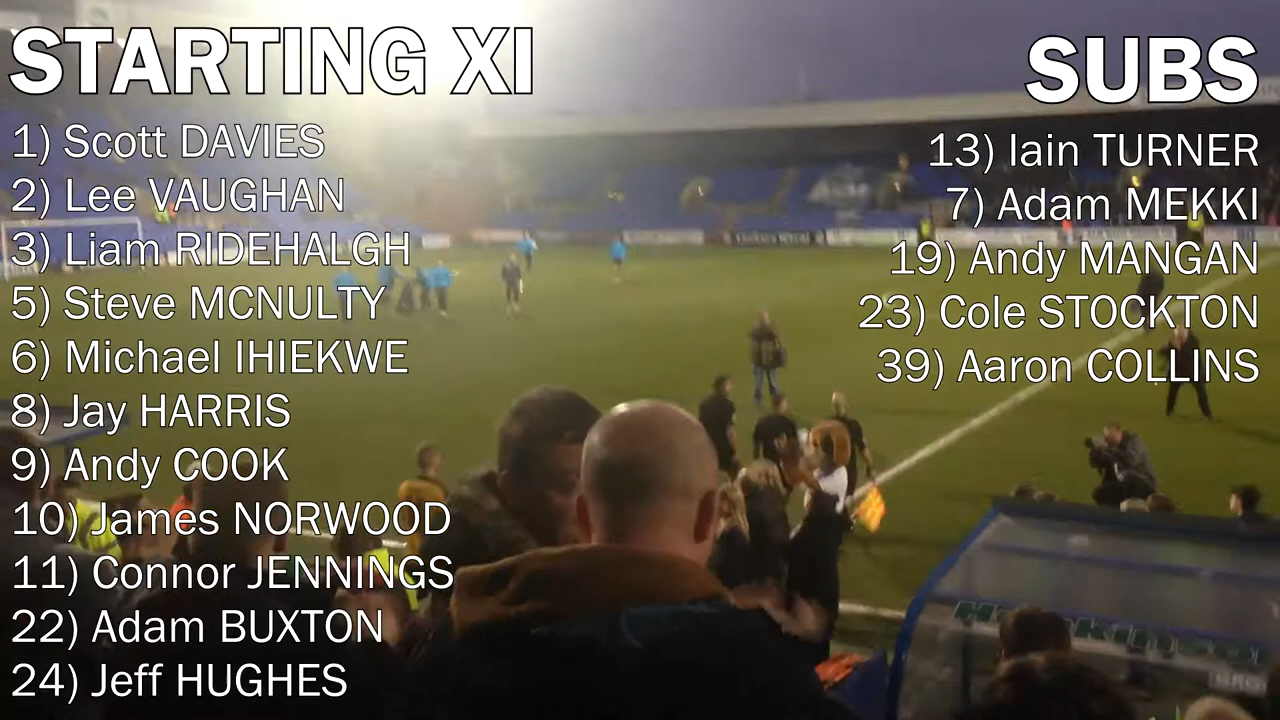 STARTING XI
1) Scott DAVIES
2) Lee VAUGHAN
3) Liam RIDEHALGH
5) Steve MCNULTY
6) Michael IHIEKWE
8) Jay HARRIS
9) Andy COOK
10) James NORWOOD
11) Connor JENNINGS
22) Adam BUXTON
24) Jeff HUGHES
SUBS
13) Iain TURNER
7) Adam MEKKI
19) Andy MANGAN
23) Cole STOCKTON
39) Aaron COLLINS